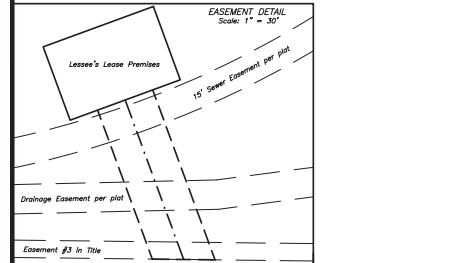 EASEMENT DETAIL
Scale: 1" = 30'
Lessee's Lease Premises
15' Sewer Easement per plat
Drainage Easement per plat
Easement #3 in Title